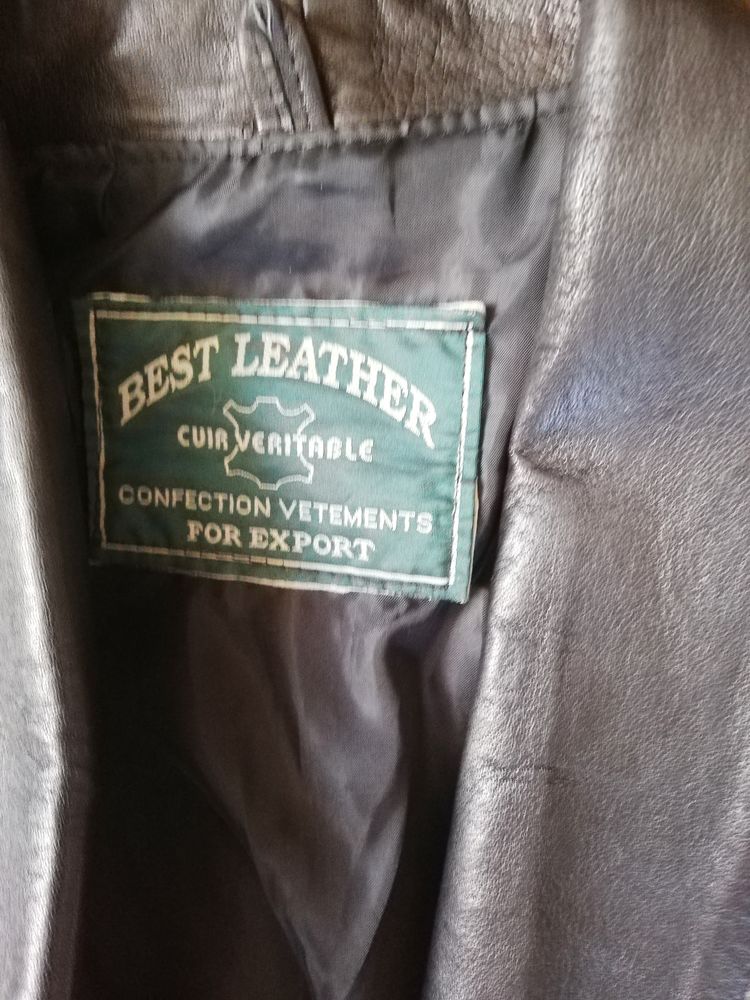 BEST LEATHER
CUIR VERITABLE
CONFECTION VETEMENTS
FOR EXPORT